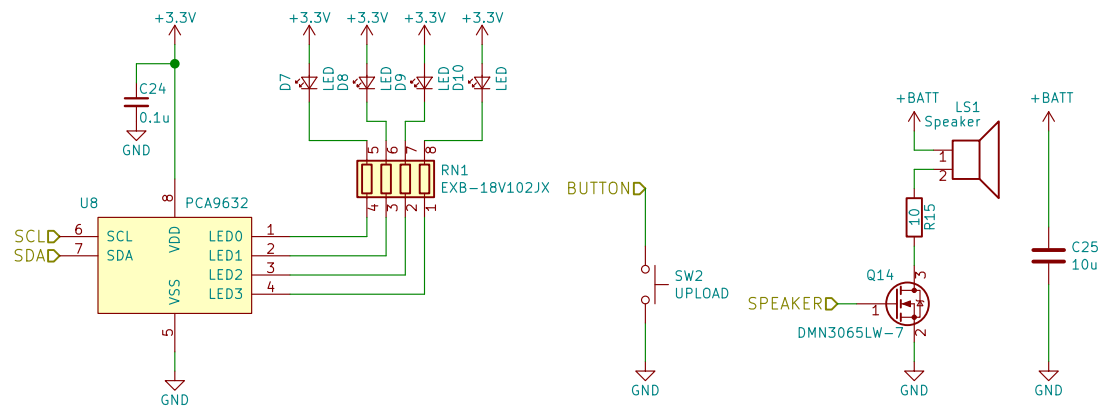 +3.3V
+3.3V
+3.3V
+3.3V
+3.3V
C24
0.1u
GND
D7
LED
D8
LED
D9
LED
D10
LED
5
6
7
8
RN1
EXB-18V102JX
4
3
2
1
U8
PCA9632
8
VDD
SCL
6
SCL
SDA
7
SDA
LED0
1
LED1
2
LED2
3
LED3
4
VSS
5
GND
BUTTON
SW2
UPLOAD
GND
+BATT
LS1
Speaker
1
2
10
R15
Q14
3
SPEAKER
1
DMN3065LW-7
2
GND
+BATT
C25
10u
GND